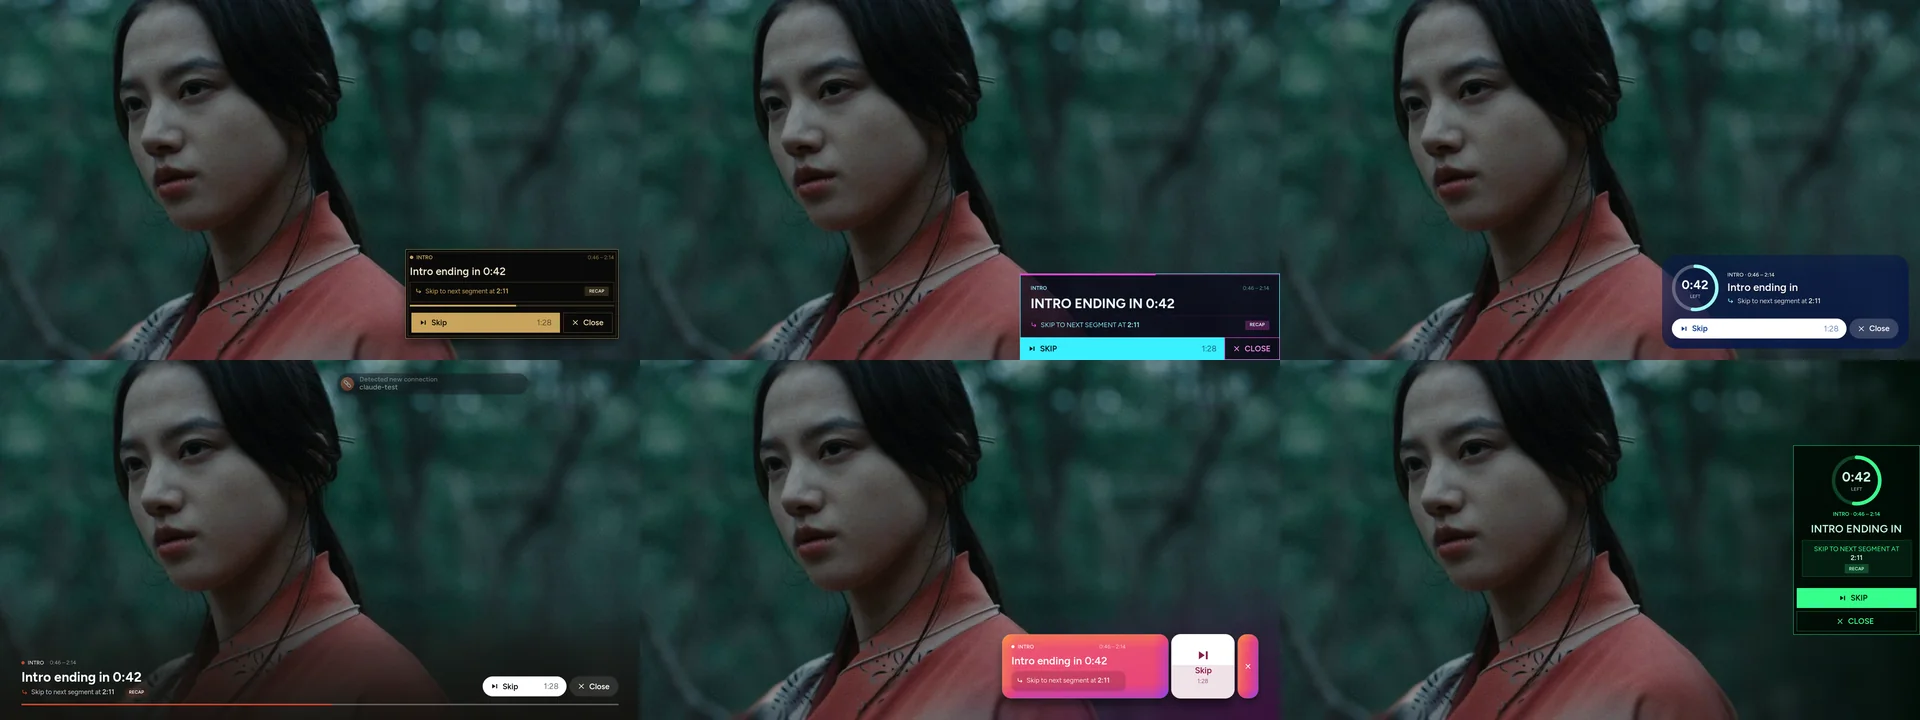 INTRO
0:46 – 2:14
Intro ending in 0:42
Skip to next segment at 2:11
RECAP
Skip
1:28
Close
INTRO
0:46 – 2:14
INTRO ENDING IN 0:42
SKIP TO NEXT SEGMENT AT 2:11
RECAP
SKIP
1:28
CLOSE
0:42
LEFT
INTRO · 0:46 – 2:14
Intro ending in
Skip to next segment at 2:11
Skip
1:28
Close
Detected new connection
claude-test
INTRO 0:46 – 2:14
Intro ending in 0:42
Skip to next segment at 2:11 RECAP
Skip
1:28
Close
INTRO
0:46 – 2:14
Intro ending in 0:42
Skip to next segment at 2:11
Skip
1:28
0:42
LEFT
INTRO · 0:46 – 2:14
INTRO ENDING IN
SKIP TO NEXT SEGMENT AT
2:11
RECAP
SKIP
CLOSE